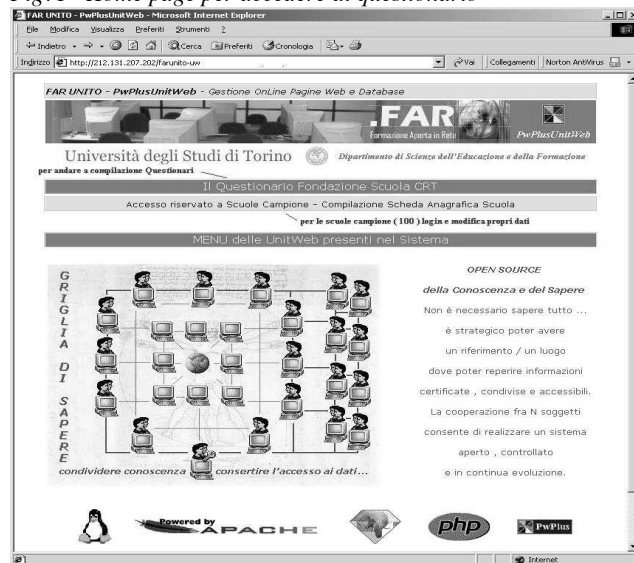 Fig.1 - Home page per accedere al questionario
FAR UNITO - PwPlusUnitWeb - Microsoft Internet Explorer
File Modifica Visualizza Preferiti Strumenti ?
Indietro Cerca Preferiti Cronologia
Indirizzo http://212.131.207.202/farunito-uw Vai Collegamenti Norton AntiVirus
FAR UNITO - PwPlusUnitWeb - Gestione OnLine Pagine Web e Database
.FAR
Formazione Aperta in Rete
PwPlusUnitWeb
Università degli Studi di Torino Dipartimento di Scienze dell'Educazione e della Formazione
per andare a compilazione Questionari
Il Questionario Fondazione Scuola CRT
Accesso riservato a Scuole Campione - Compilazione Scheda Anagrafica Scuola
per le scuole campione ( 100 ) login e modifica propri dati
MENU delle UnitWeb presenti nel Sistema
GRIGLIA DI SAPERE
condividere conoscenza consertire l'accesso ai dati...
OPEN SOURCE
della Conoscenza e del Sapere
Non è necessario sapere tutto ...
è strategico poter avere
un riferimento / un luogo
dove poter reperire informazioni
certificate , condivise e accessibili.
La cooperazione fra N soggetti
consente di realizzare un sistema
aperto , controllato
e in continua evoluzione.
Powered by
APACHE
php
PwPlus
Internet